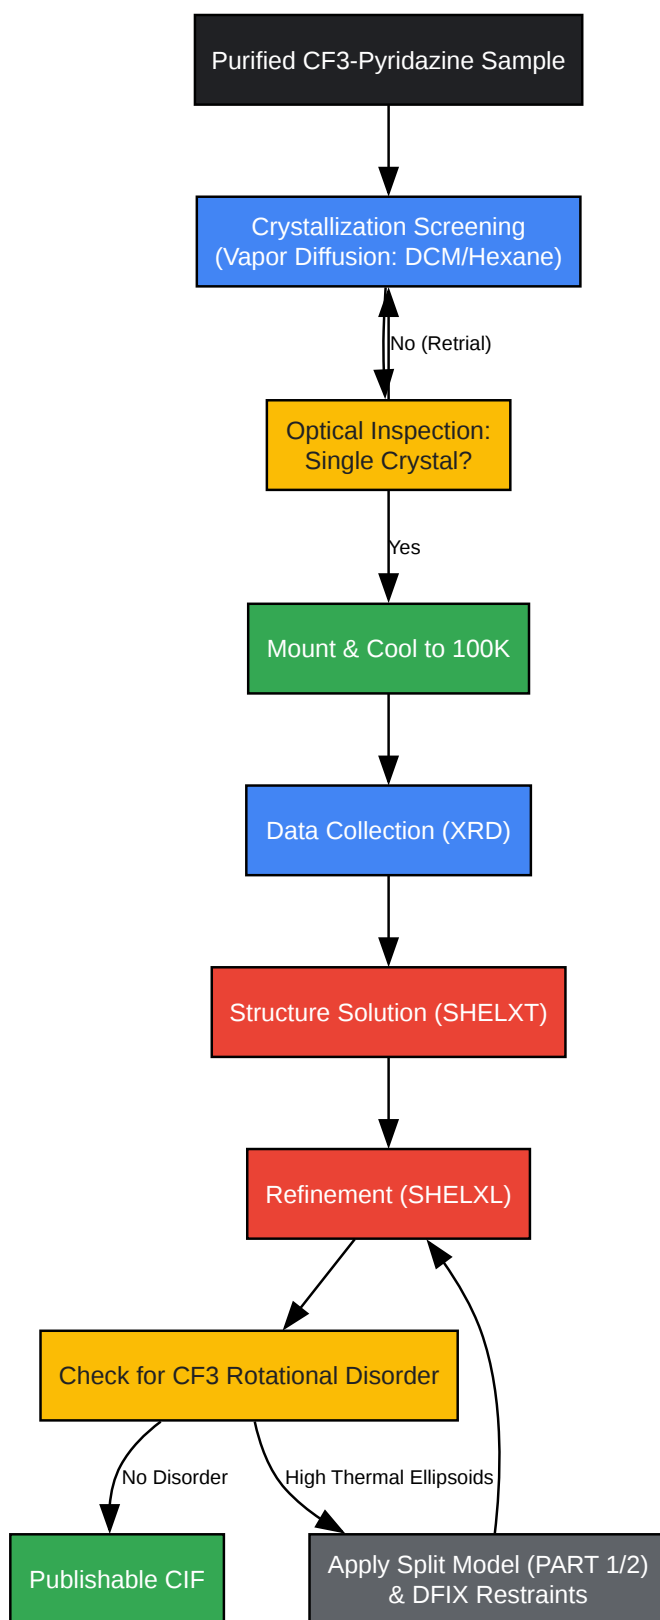 Purified CF3-Pyridazine Sample
Crystallization Screening
(Vapor Diffusion: DCM/Hexane)
No (Retrial)
Optical Inspection:
Single Crystal?
Yes
Mount & Cool to 100K
Data Collection (XRD)
Structure Solution (SHELXT)
Refinement (SHELXL)
Check for CF3 Rotational Disorder
No Disorder
High Thermal Ellipsoids
Publishable CIF
Apply Split Model (PART 1/2)
& DFIX Restraints